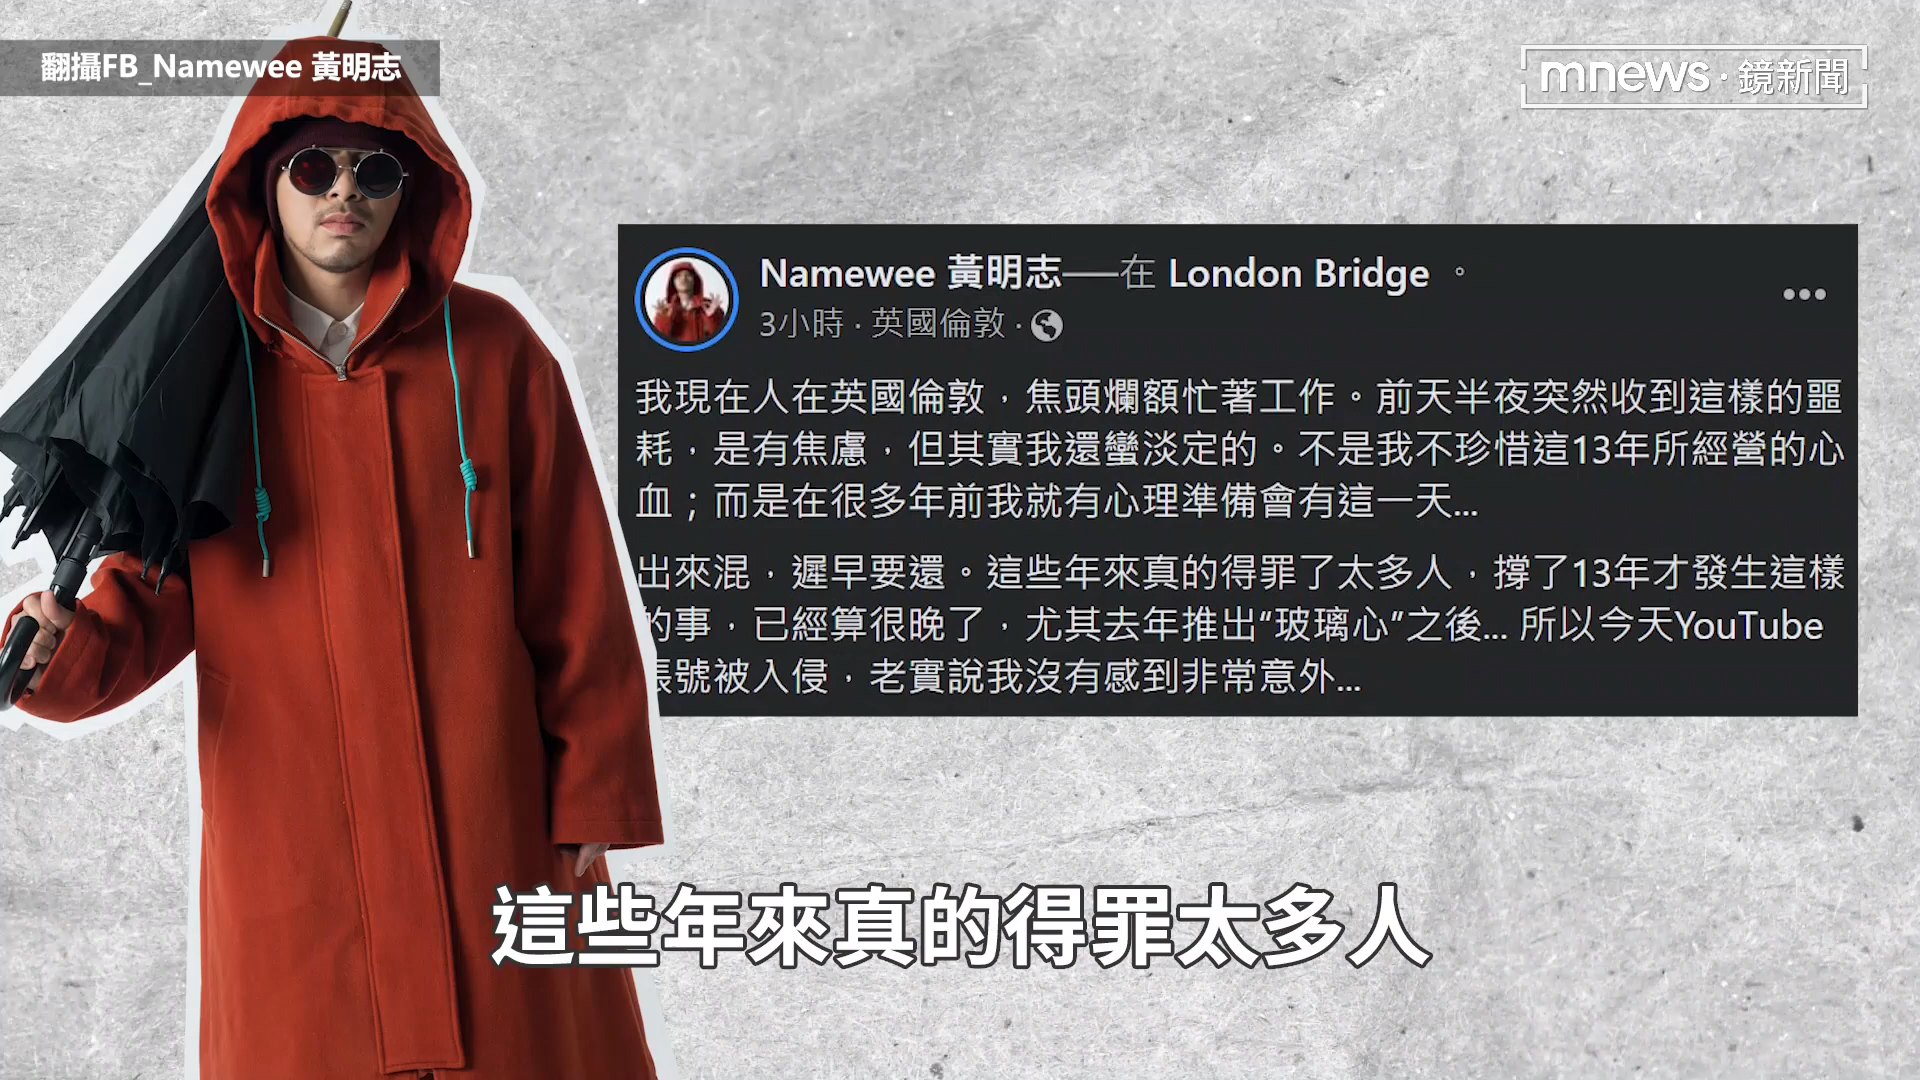 翻攝FB_Namewee 黃明志
mnews·鏡新聞
Namewee 黃明志——在 London Bridge 。
3小時 · 英國倫敦 ·
我現在人在英國倫敦，焦頭爛額忙著工作。前天半夜突然收到這樣的噩
耗，是有焦慮，但其實我還蠻淡定的。不是我不珍惜這13年所經營的心
血；而是在很多年前我就有心理準備會有這一天...
出來混，遲早要還。這些年來真的得罪了太多人，撐了13年才發生這樣
的事，已經算很晚了，尤其去年推出“玻璃心”之後... 所以今天YouTube
帳號被入侵，老實說我沒有感到非常意外...
這些年來真的得罪太多人